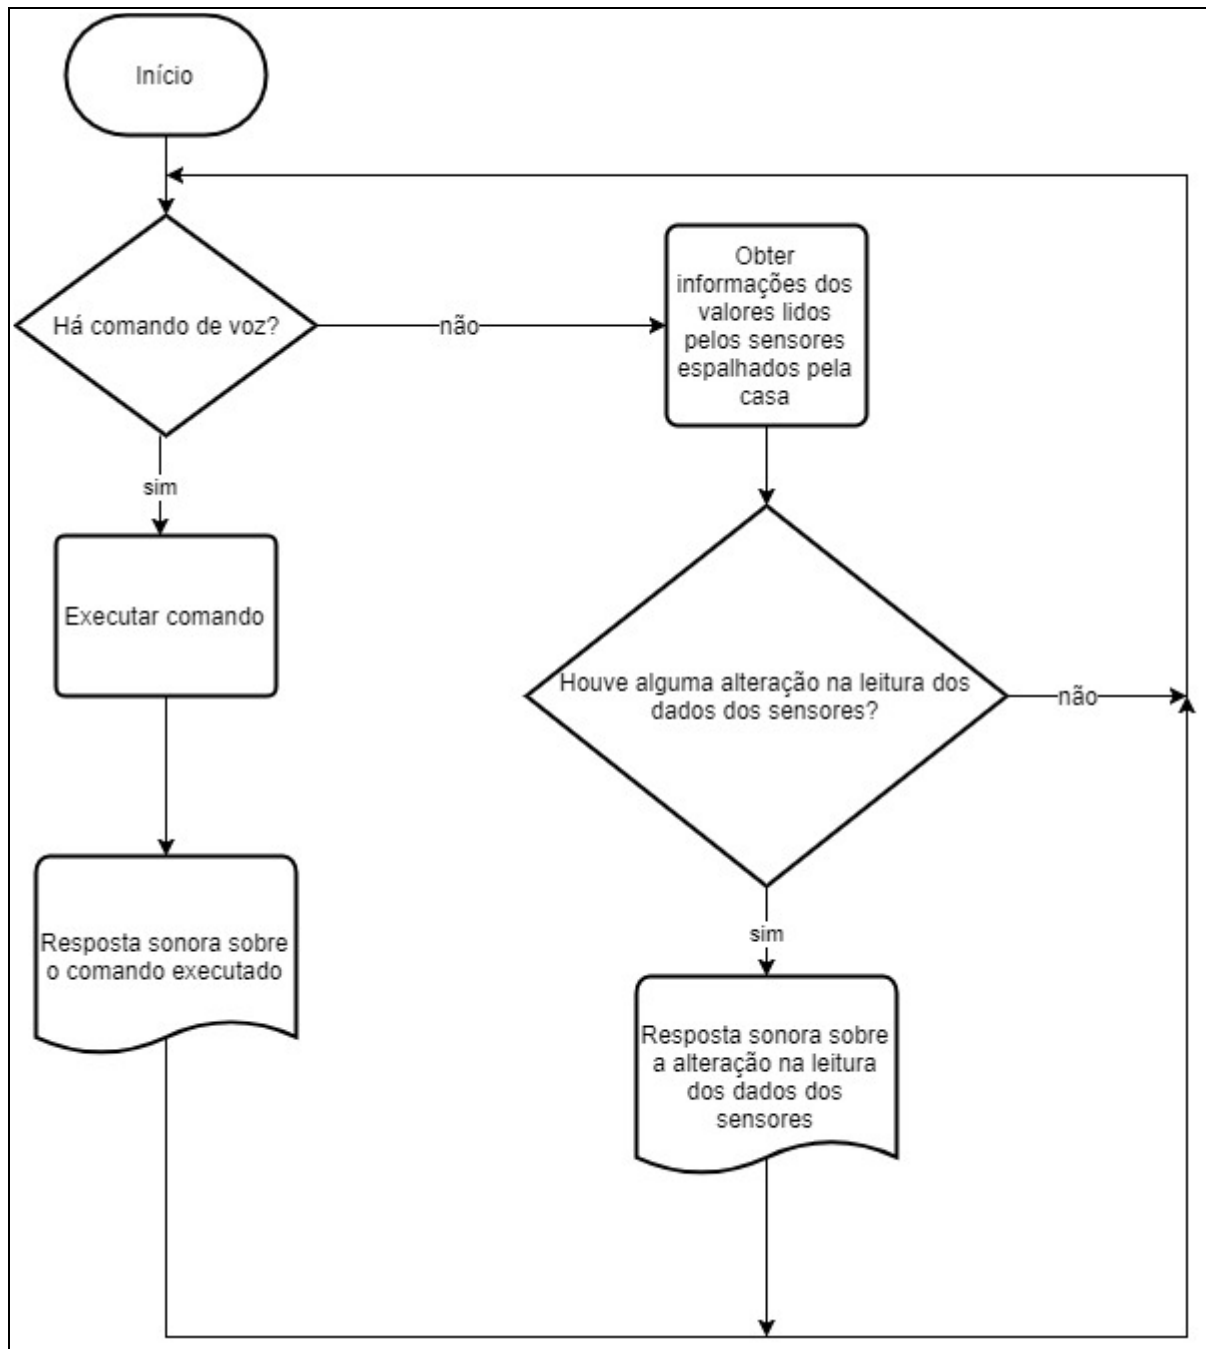 Início
Há comando de voz?
não
Obter
informações dos
valores lidos
pelos sensores
espalhados pela
casa
sim
Executar comando
Houve alguma alteração na leitura dos
dados dos sensores?
não
Resposta sonora sobre
o comando executado
sim
Resposta sonora sobre
a alteração na leitura
dos dados dos
sensores